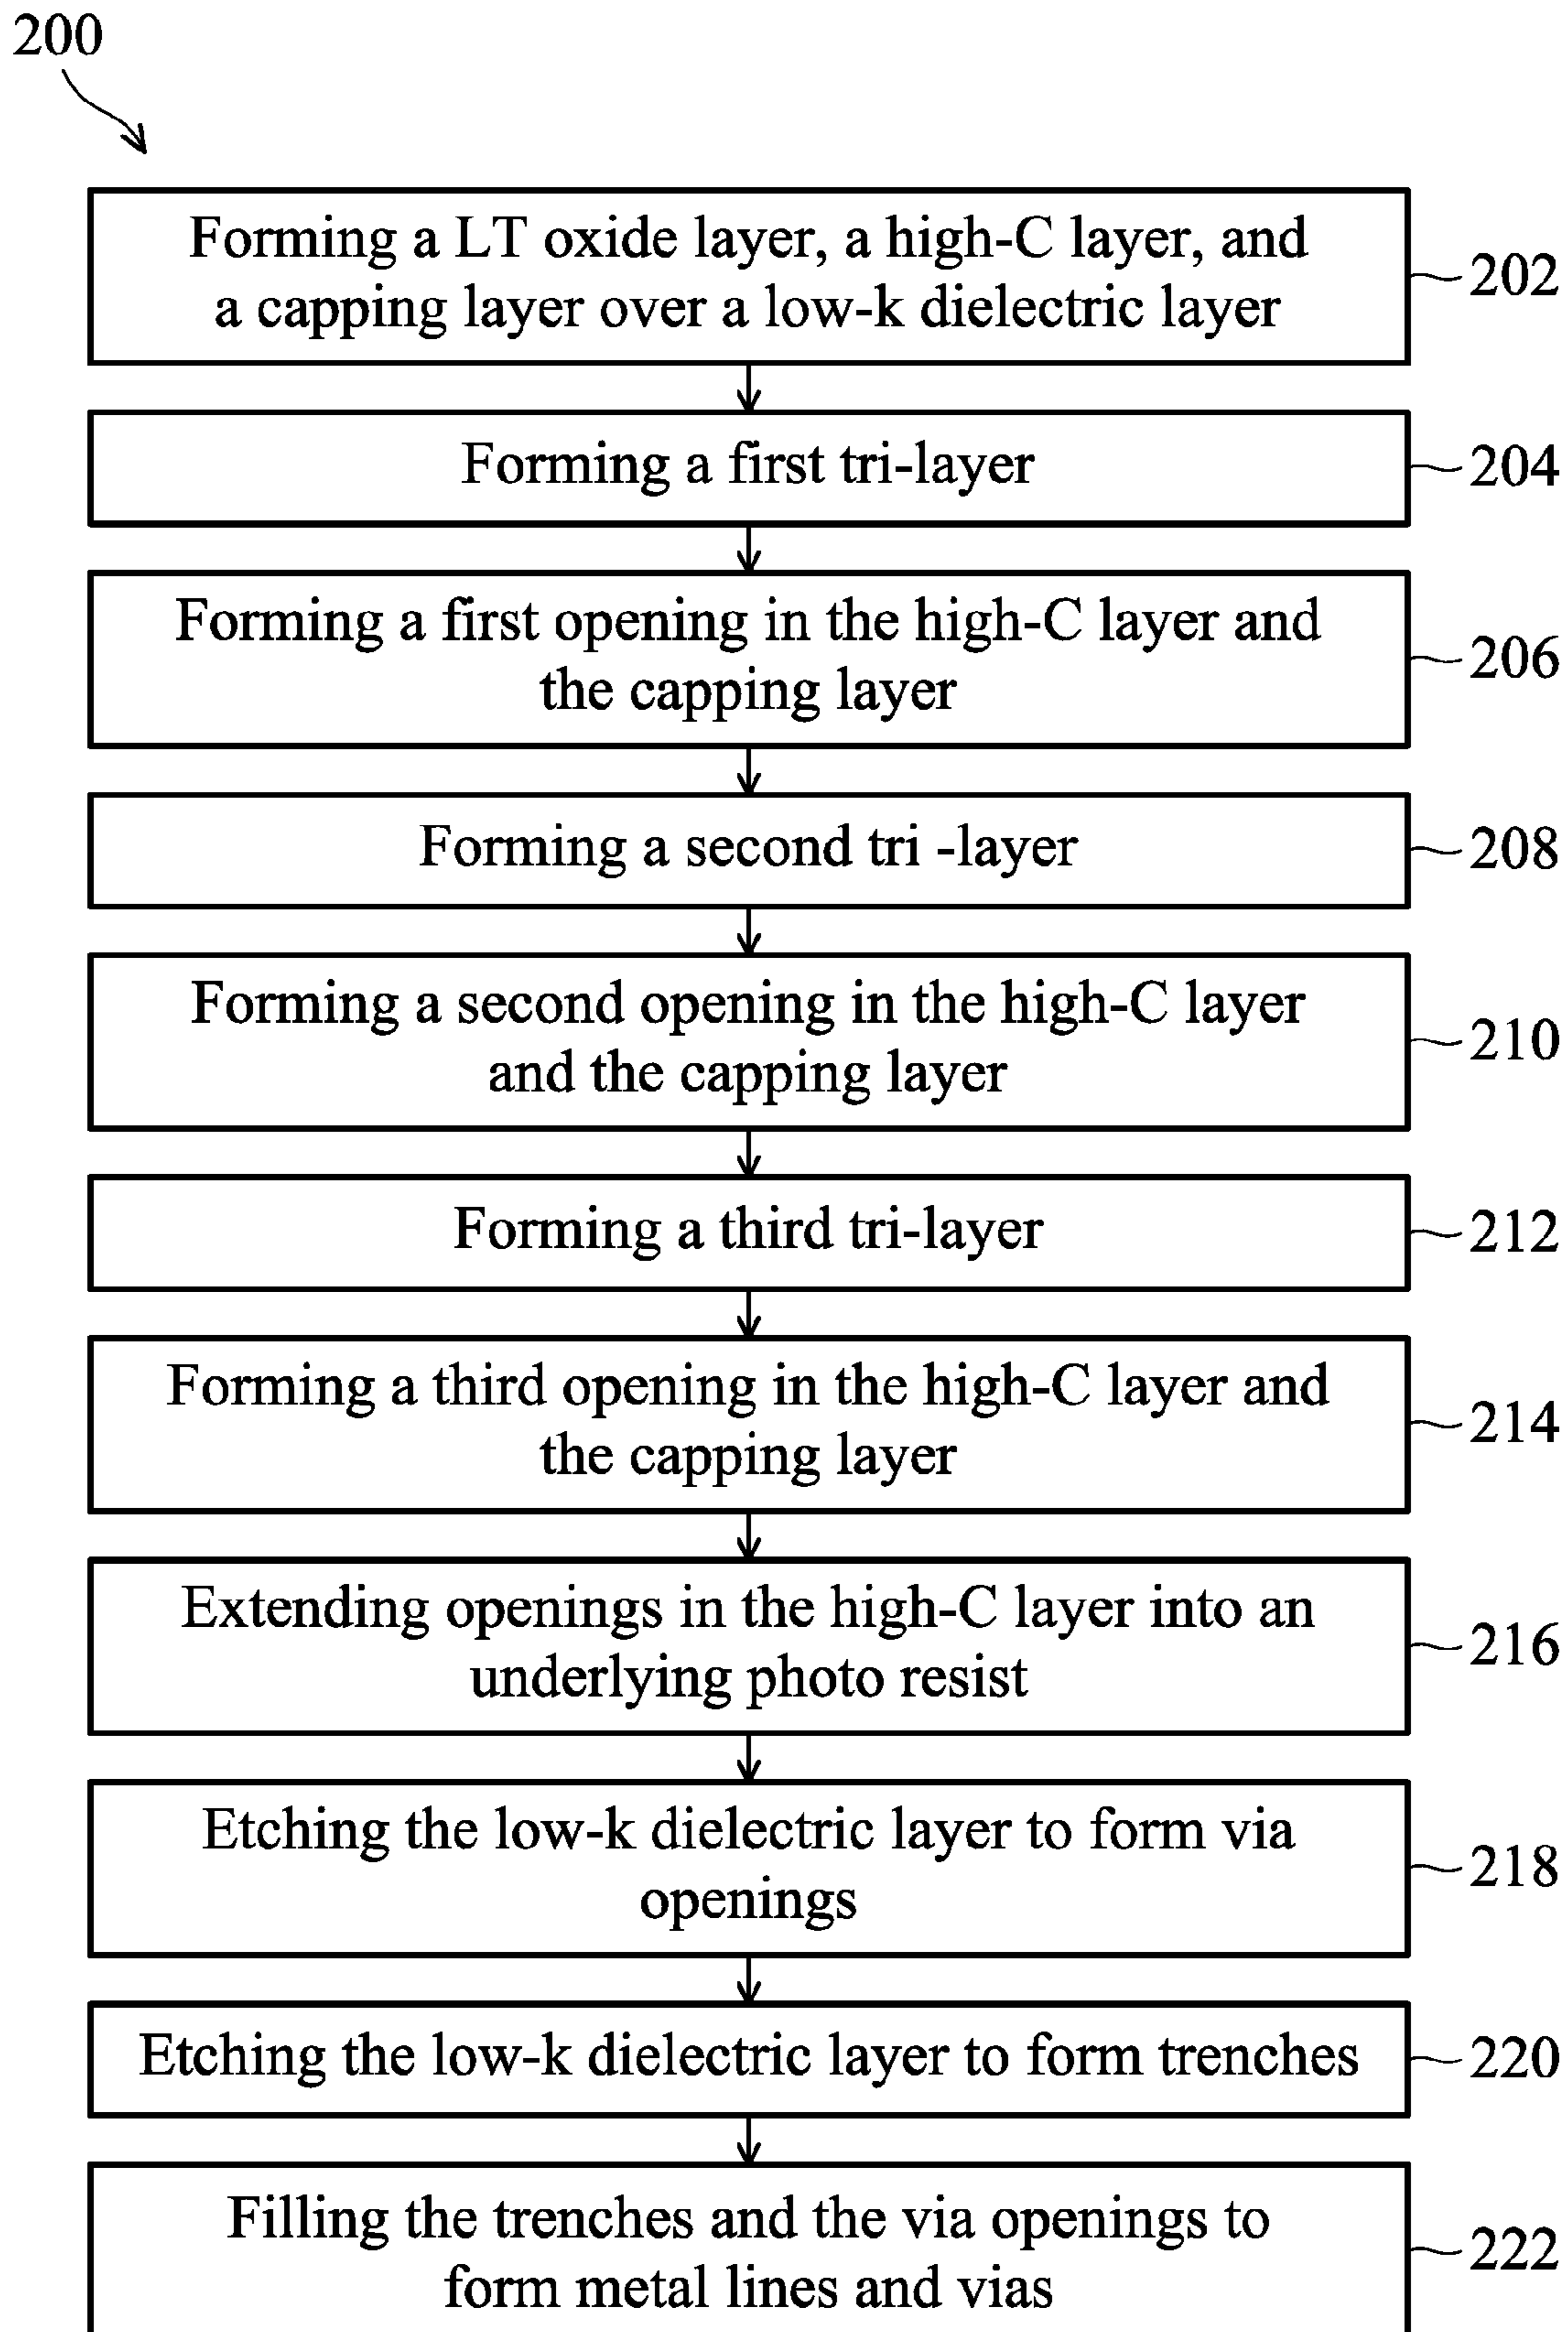 200
Forming a LT oxide layer, a high-C layer, and
a capping layer over a low-k dielectric layer
202
Forming a first tri-layer
204
Forming a first opening in the high-C layer and
the capping layer
206
Forming a second tri -layer
208
Forming a second opening in the high-C layer
and the capping layer
210
Forming a third tri-layer
212
Forming a third opening in the high-C layer and
the capping layer
214
Extending openings in the high-C layer into an
underlying photo resist
216
Etching the low-k dielectric layer to form via
openings
218
Etching the low-k dielectric layer to form trenches
220
Filling the trenches and the via openings to
form metal lines and vias
222